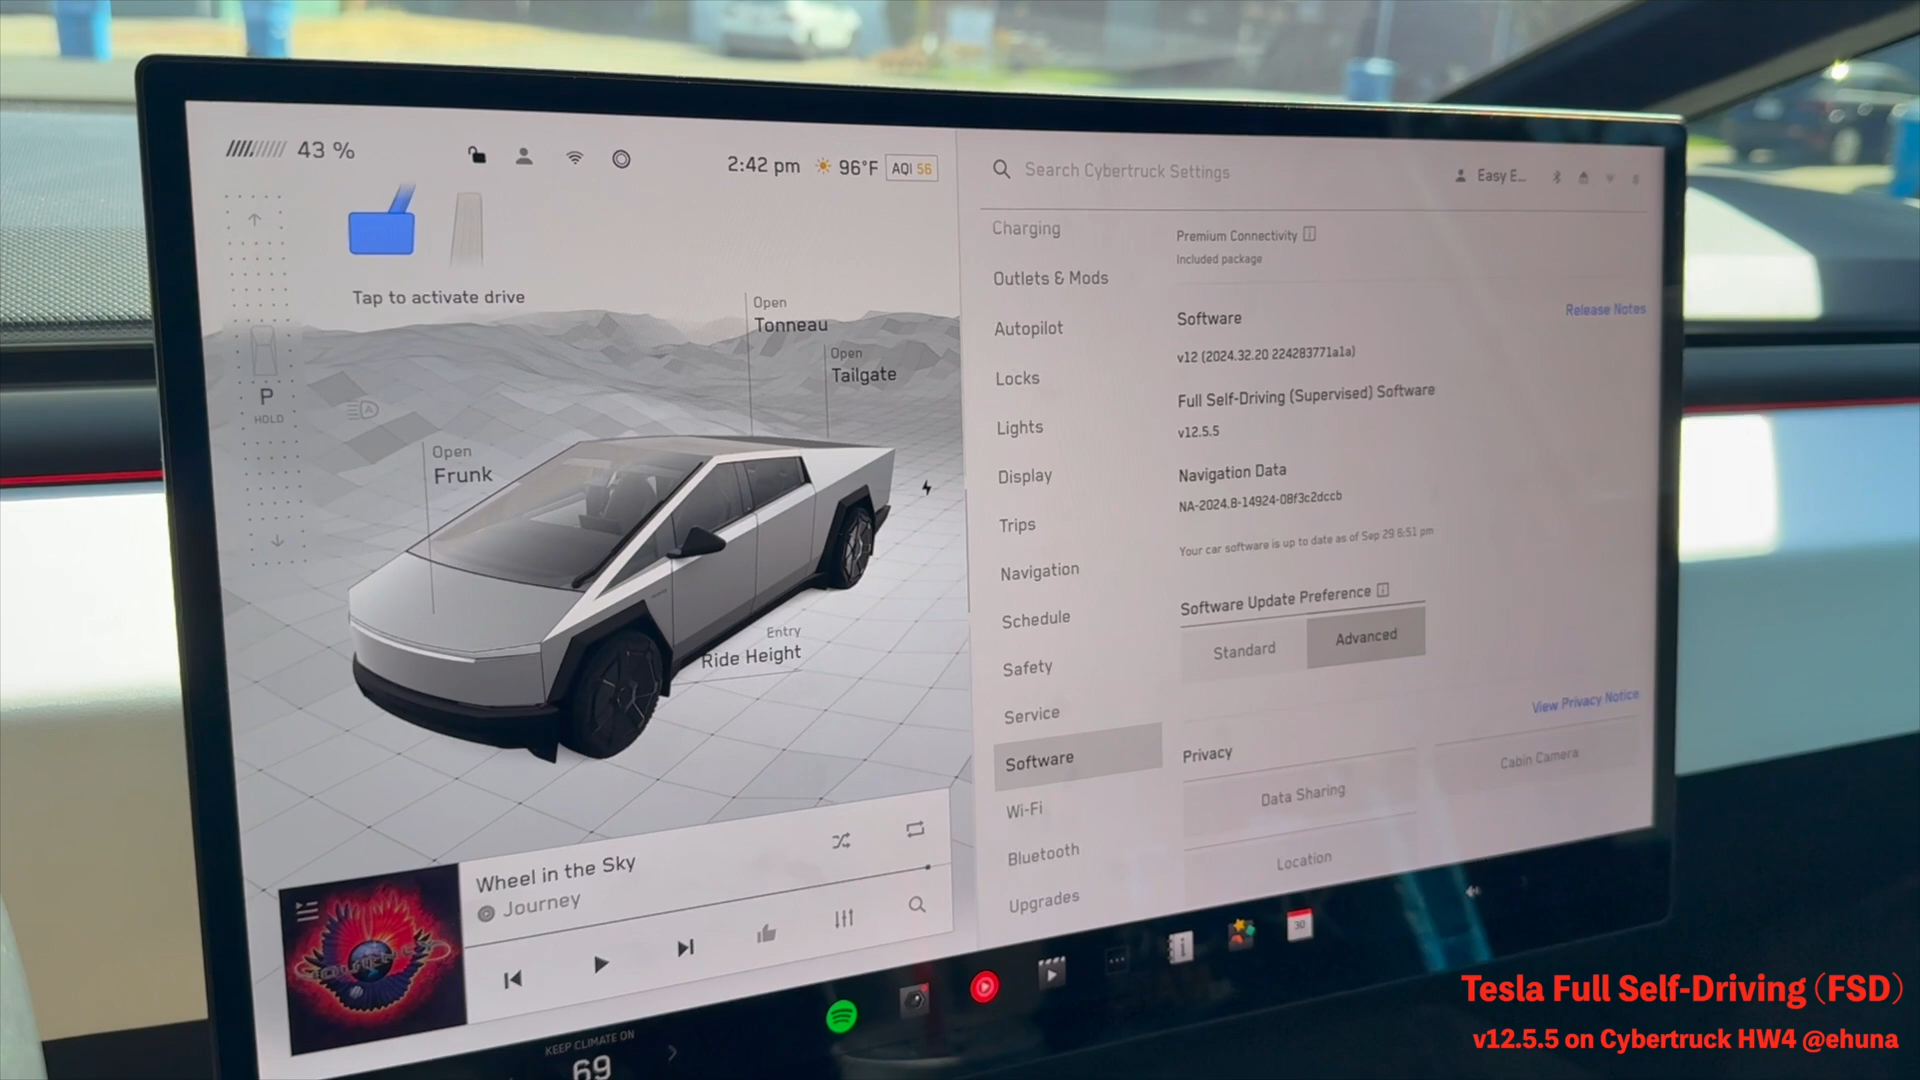 43 %
2:42 pm
96°F
AQI 56
Tap to activate drive
P
HOLD
Open
Tonneau
Open
Tailgate
Open
Frunk
Entry
Ride Height
Wheel in the Sky
Journey
KEEP CLIMATE ON
69
Search Cybertruck Settings
Easy E...
Charging
Outlets & Mods
Autopilot
Locks
Lights
Display
Trips
Navigation
Schedule
Safety
Service
Software
Wi-Fi
Bluetooth
Upgrades
Premium Connectivity
Included package
Software
Release Notes
v12 (2024.32.20 224283771a1a)
Full Self-Driving (Supervised) Software
v12.5.5
Navigation Data
NA-2024.8-14924-08f3c2dccb
Your car software is up to date as of Sep 29 6:51 pm
Software Update Preference
Standard
Advanced
View Privacy Notice
Privacy
Data Sharing
Cabin Camera
Location
30
Tesla Full Self-Driving (FSD)
v12.5.5 on Cybertruck HW4 @ehuna